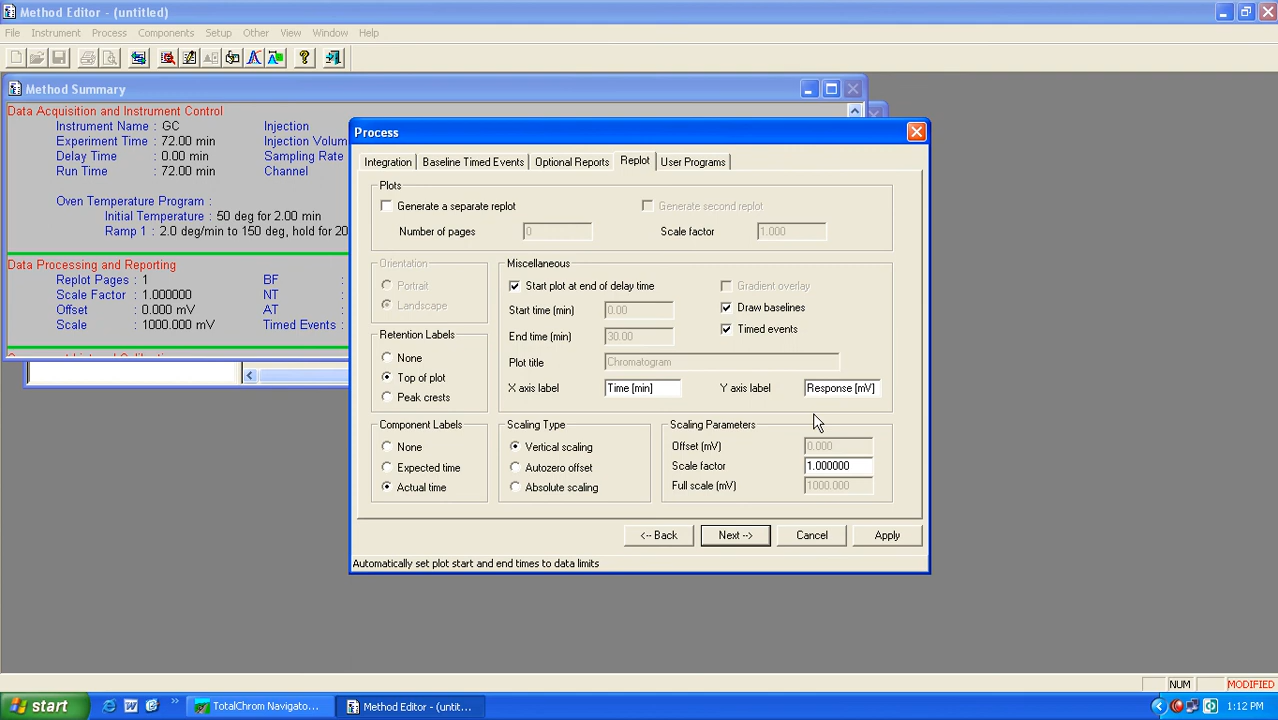 Method Editor - (untitled)
File Instrument Process Components Setup Other View Window Help
Method Summary
Data Acquisition and Instrument Control
Instrument Name : GC Injection
Experiment Time : 72.00 min Injection Volum
Delay Time : 0.00 min Sampling Rate
Run Time : 72.00 min Channel
Oven Temperature Program :
Initial Temperature : 50 deg for 2.00 min
Ramp 1 : 2.0 deg/min to 150 deg, hold for 20
Data Processing and Reporting
Replot Pages : 1 BF :
Scale Factor : 1.000000 NT :
Offset : 0.000 mV AT :
Scale : 1000.000 mV Timed Events :
Process
Integration Baseline Timed Events Optional Reports Replot User Programs
Plots
Generate a separate replot Generate second replot
Number of pages 0 Scale factor 1.000
Orientation
Portrait
Landscape
Miscellaneous
Start plot at end of delay time Gradient overlay
Start time (min) 0.00 Draw baselines
End time (min) 30.00 Timed events
Plot title Chromatogram
X axis label Time [min] Y axis label Response [mV]
Retention Labels
None
Top of plot
Peak crests
Component Labels
None
Expected time
Actual time
Scaling Type
Vertical scaling
Autozero offset
Absolute scaling
Scaling Parameters
Offset (mV) 0.000
Scale factor 1.000000
Full scale (mV) 1000.000
<-- Back Next --> Cancel Apply
Automatically set plot start and end times to data limits
NUM MODIFIED
start TotalChrom Navigato... Method Editor - (untit... 1:12 PM